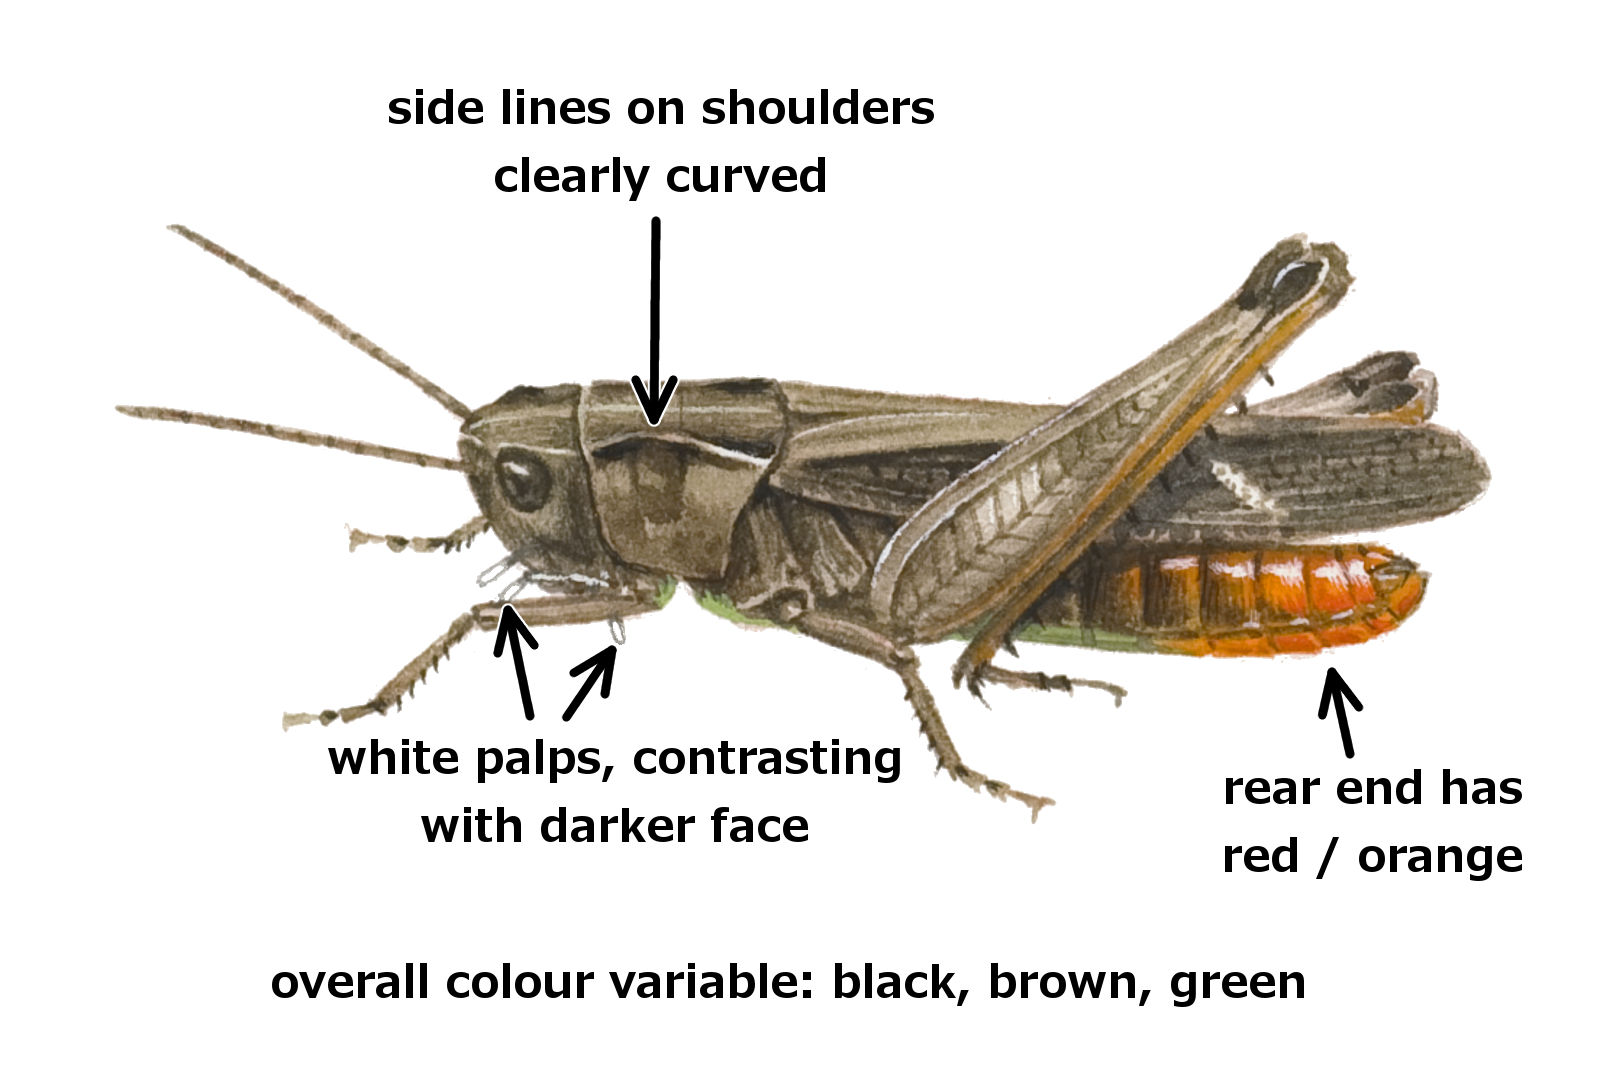 side lines on shoulders
clearly curved
white palps, contrasting
with darker face
rear end has
red / orange
overall colour variable: black, brown, green